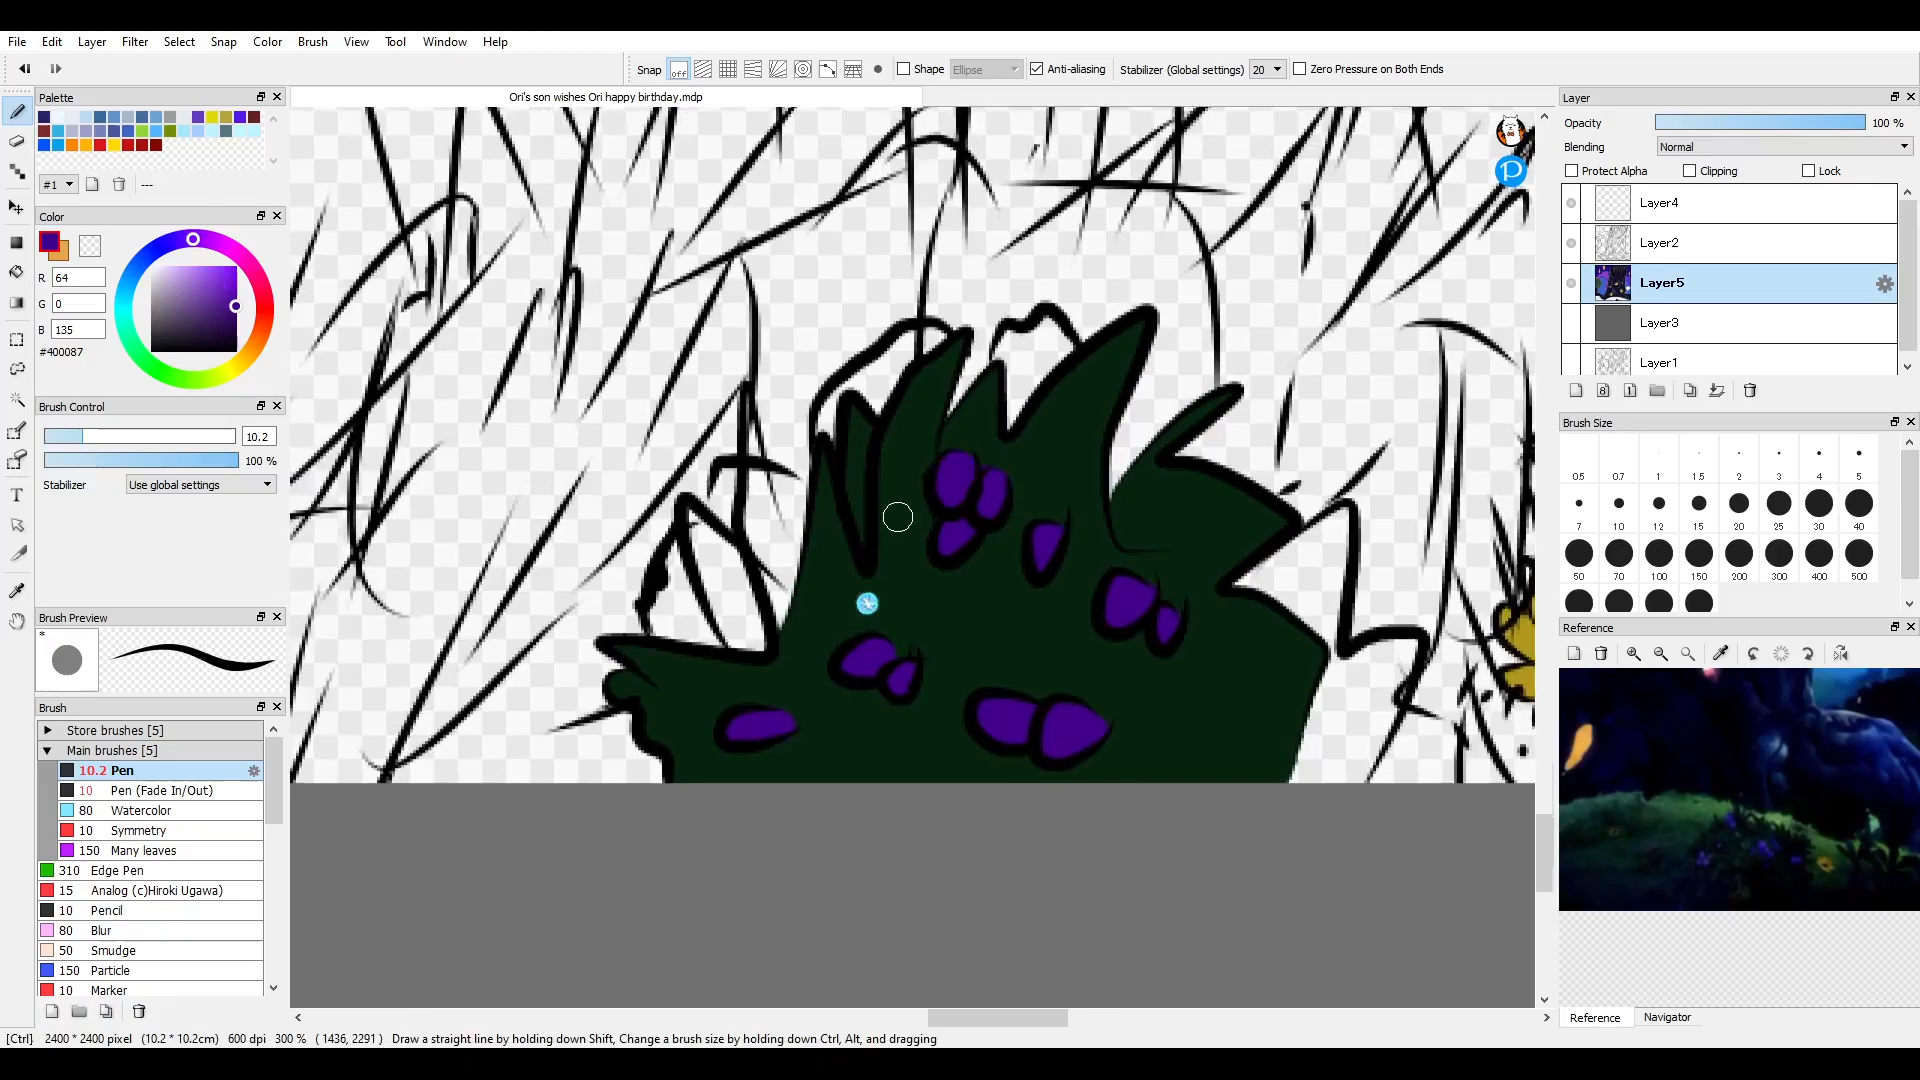 File Edit Layer Filter Select Snap Color Brush View Tool Window Help
Snap off Shape Ellipse Anti-aliasing Stabilizer (Global settings) 20 Zero Pressure on Both Ends
Palette
Ori's son wishes Ori happy birthday.mdp
Layer
Opacity 100 %
Blending Normal
Protect Alpha Clipping Lock
#1 ---
Layer4
Color
Layer2
R 64
Layer5
G 0
Layer3
B 135
#400087
Layer1
Brush Control
Brush Size
10.2
100 %
0.5 0.7 1 1.5 2 3 4 5
Stabilizer Use global settings
7 10 12 15 20 25 30 40
50 70 100 150 200 300 400 500
Brush Preview
*
Reference
Brush
Store brushes [5]
Main brushes [5]
10.2 Pen
10 Pen (Fade In/Out)
80 Watercolor
10 Symmetry
150 Many leaves
310 Edge Pen
15 Analog (c)Hiroki Ugawa)
10 Pencil
80 Blur
50 Smudge
150 Particle
10 Marker
Reference Navigator
[Ctrl] 2400 * 2400 pixel (10.2 * 10.2cm) 600 dpi 300 % ( 1436, 2291 ) Draw a straight line by holding down Shift, Change a brush size by holding down Ctrl, Alt, and dragging